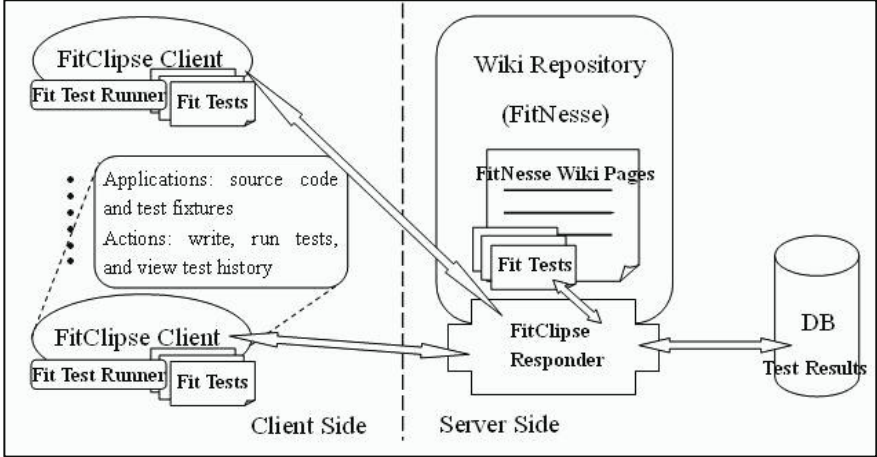 FitClipse Client
Fit Test Runner
Fit Tests
Applications: source code
and test fixtures
Actions: write, run tests,
and view test history
FitClipse Client
Fit Test Runner
Fit Tests
Client Side
Wiki Repository
(FitNesse)
FitNesse Wiki Pages
Fit Tests
FitClipse
Responder
DB
Test Results
Server Side